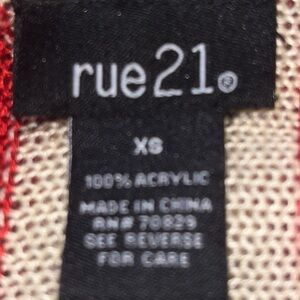 rue21®
XS
100% ACRYLIC
MADE IN CHINA
RN# 70829
SEE REVERSE
FOR CARE